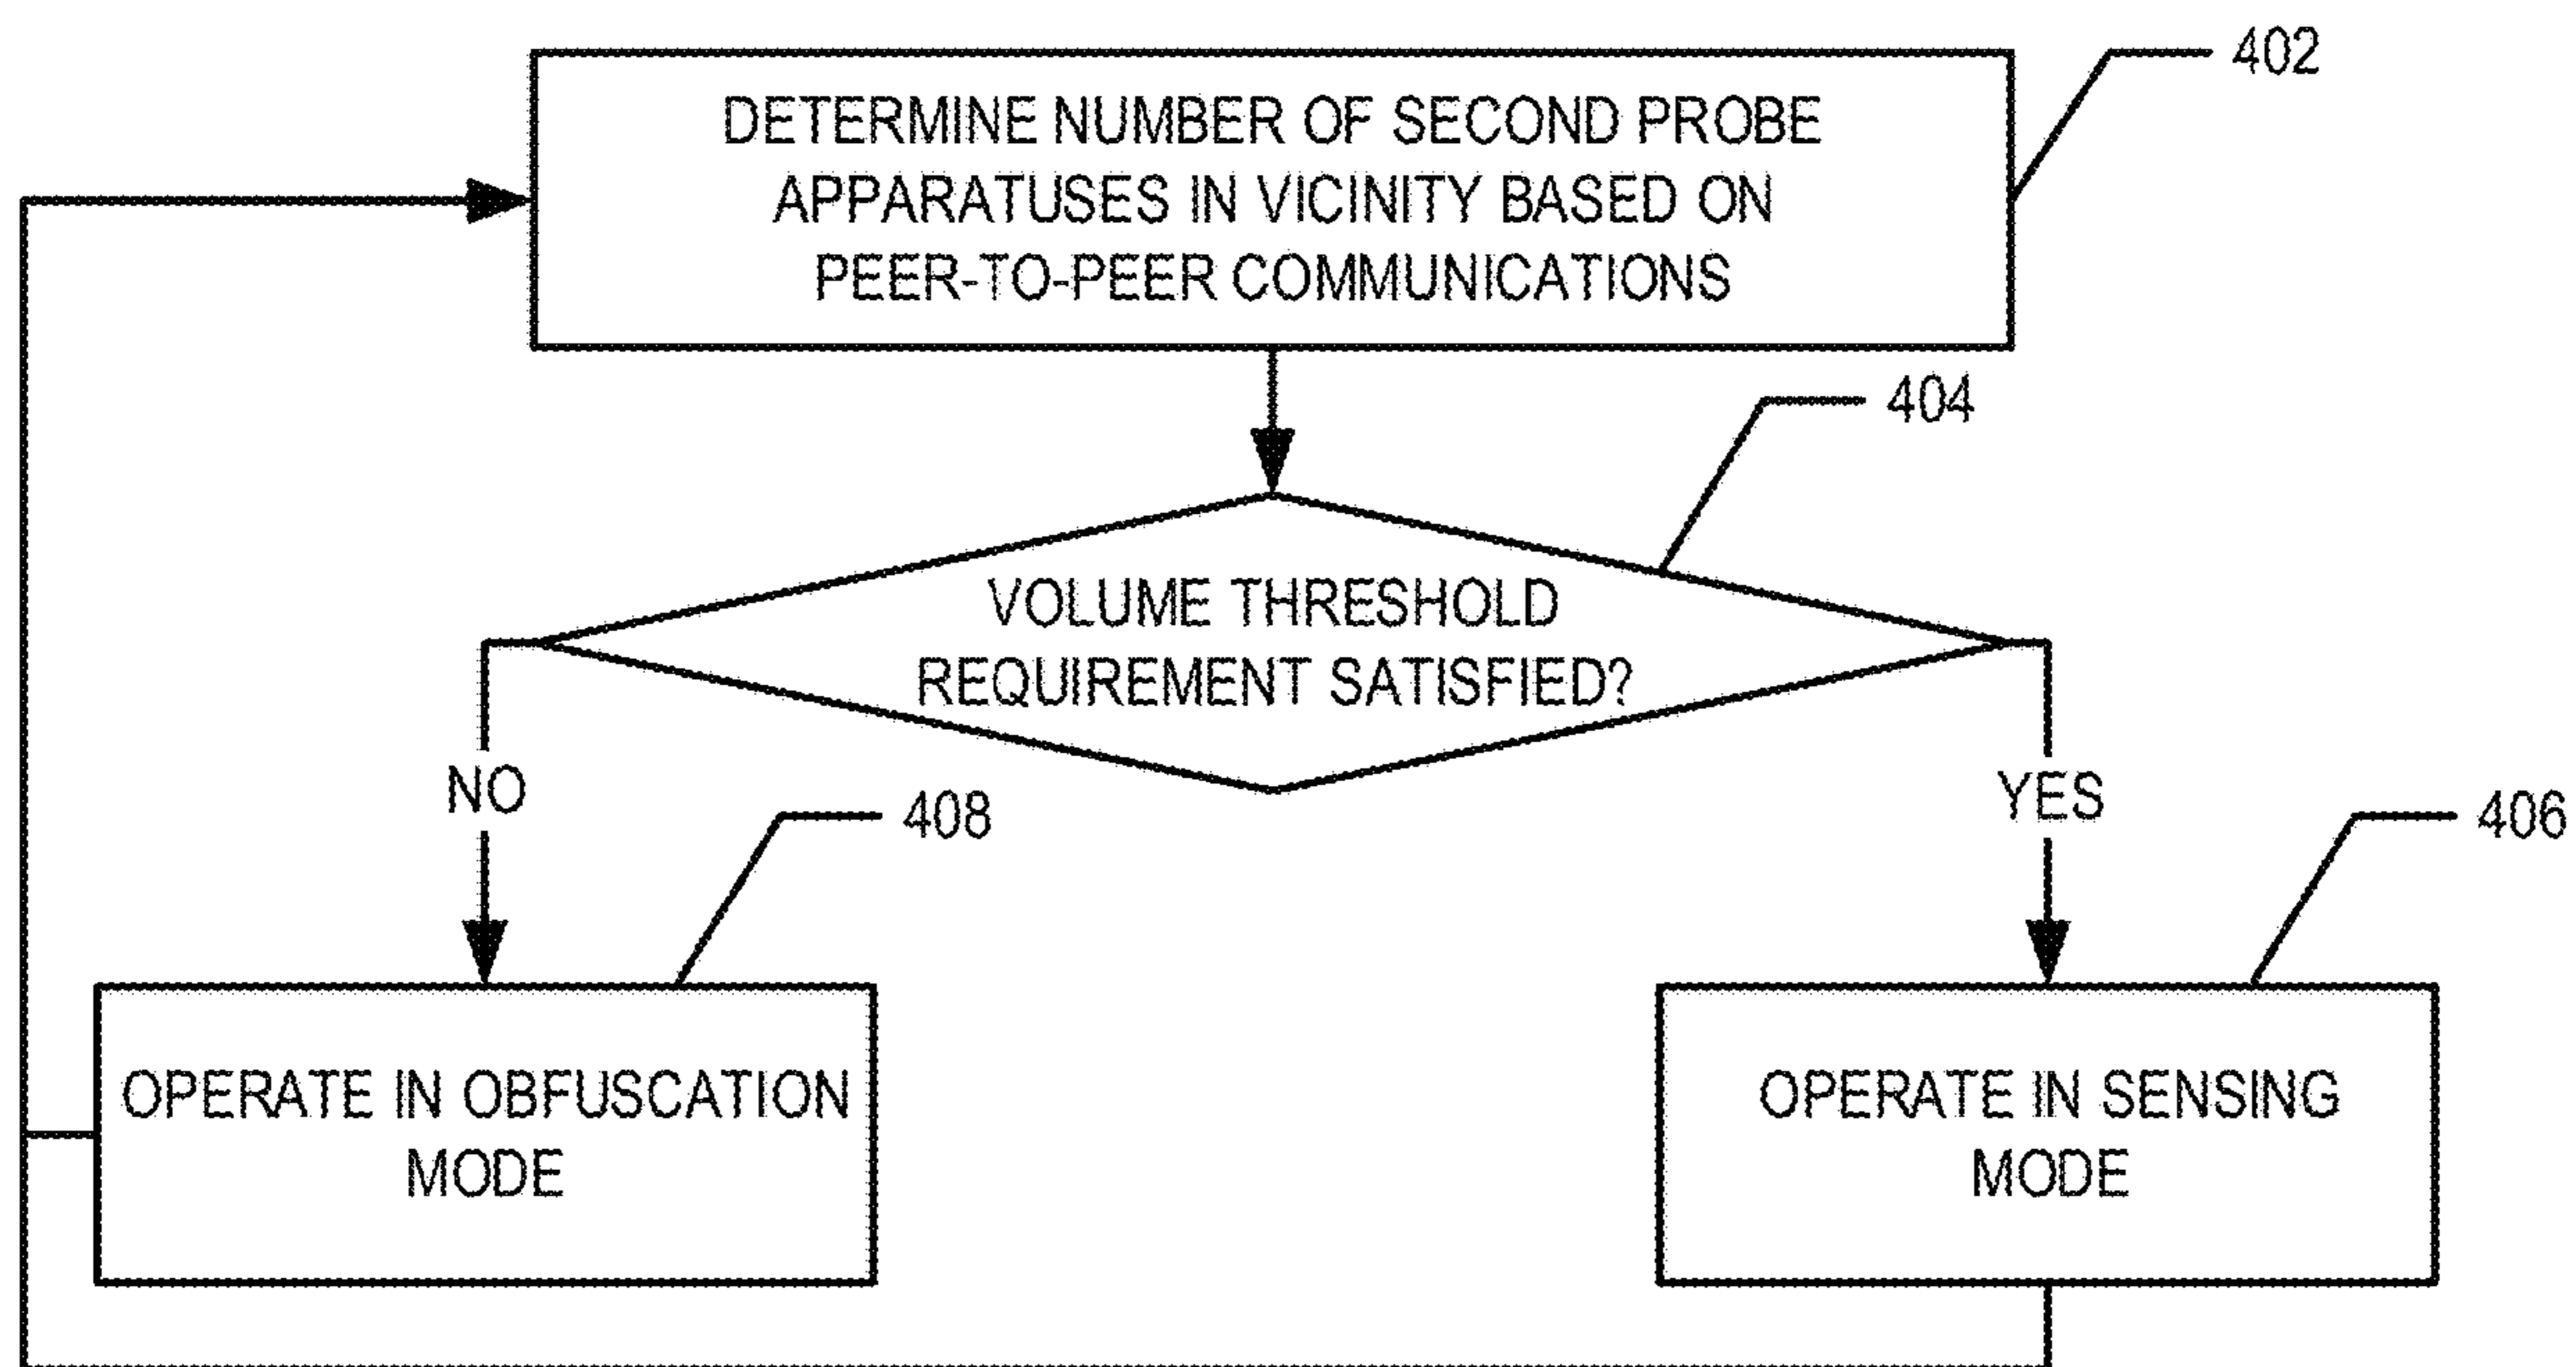 402
DETERMINE NUMBER OF SECOND PROBE
APPARATUSES IN VICINITY BASED ON
PEER-TO-PEER COMMUNICATIONS
404
VOLUME THRESHOLD
REQUIREMENT SATISFIED?
NO
YES
408
406
OPERATE IN OBFUSCATION
MODE
OPERATE IN SENSING
MODE